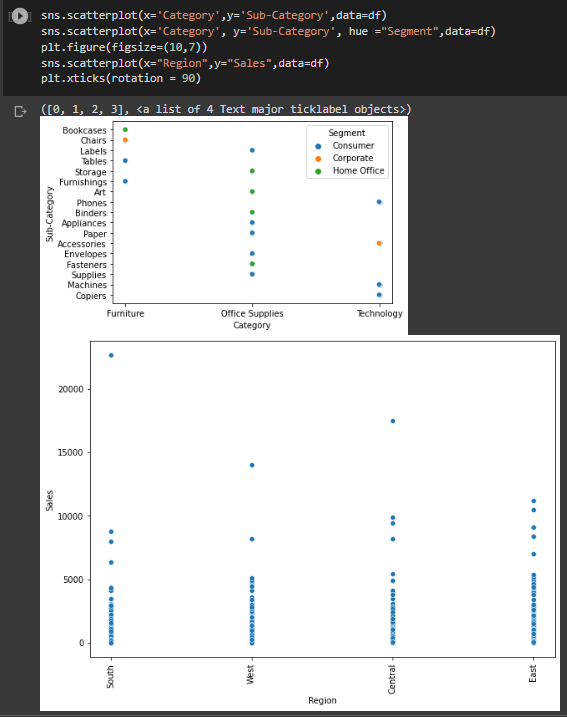 sns.scatterplot(x='Category',y='Sub-Category',data=df)
sns.scatterplot(x='Category', y='Sub-Category', hue ="Segment",data=df)
plt.figure(figsize=(10,7))
sns.scatterplot(x="Region",y="Sales",data=df)
plt.xticks(rotation = 90)
([0, 1, 2, 3], <a list of 4 Text major ticklabel objects>)
Sub-Category
Bookcases
Chairs
Labels
Tables
Storage
Furnishings
Art
Phones
Binders
Appliances
Paper
Accessories
Envelopes
Fasteners
Supplies
Machines
Copiers
Segment
Consumer
Corporate
Home Office
Furniture
Office Supplies
Technology
Category
Sales
20000
15000
10000
5000
0
South
West
Central
East
Region